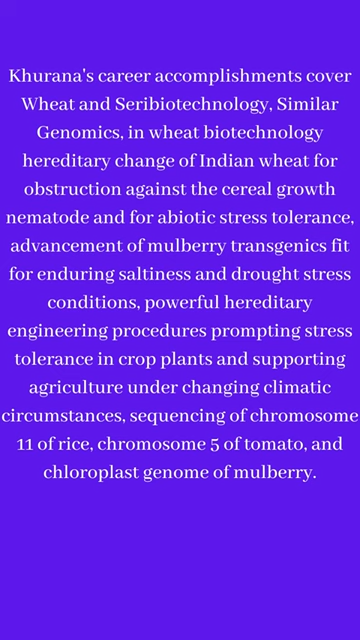 Khurana's career accomplishments cover
Wheat and Seribiotechnology, Similar
Genomics, in wheat biotechnology
hereditary change of Indian wheat for
obstruction against the cereal growth
nematode and for abiotic stress tolerance,
advancement of mulberry transgenics fit
for enduring saltiness and drought stress
conditions, powerful hereditary
engineering procedures prompting stress
tolerance in crop plants and supporting
agriculture under changing climatic
circumstances, sequencing of chromosome
11 of rice, chromosome 5 of tomato, and
chloroplast genome of mulberry.